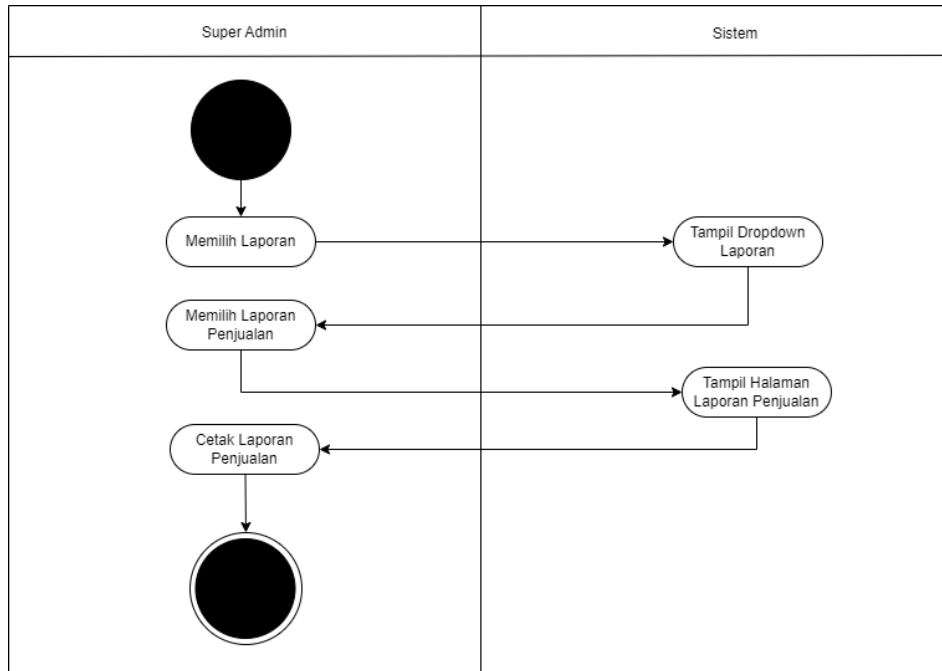 Super Admin
Sistem
Memilih Laporan
Tampil Dropdown
Laporan
Memilih Laporan
Penjualan
Tampil Halaman
Laporan Penjualan
Cetak Laporan
Penjualan